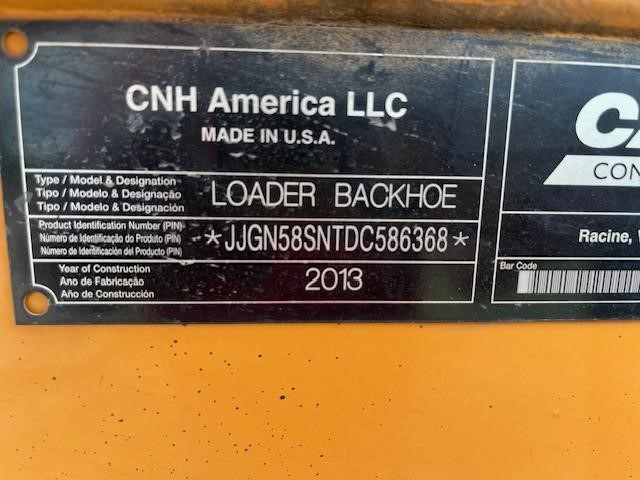 CNH America LLC
MADE IN U.S.A.
Type / Model & Designation
Tipo / Modelo & Designação
Tipo / Modelo & Designación
LOADER BACKHOE
Product Identification Number (PIN)
Número de Identificação do Produto (PIN)
Número de Identificación del Producto (PIN)
*JJGN58SNTDC586368*
Year of Construction
Ano de Fabricação
Año de Construcción
2013
CON
Racine,
Bar Code